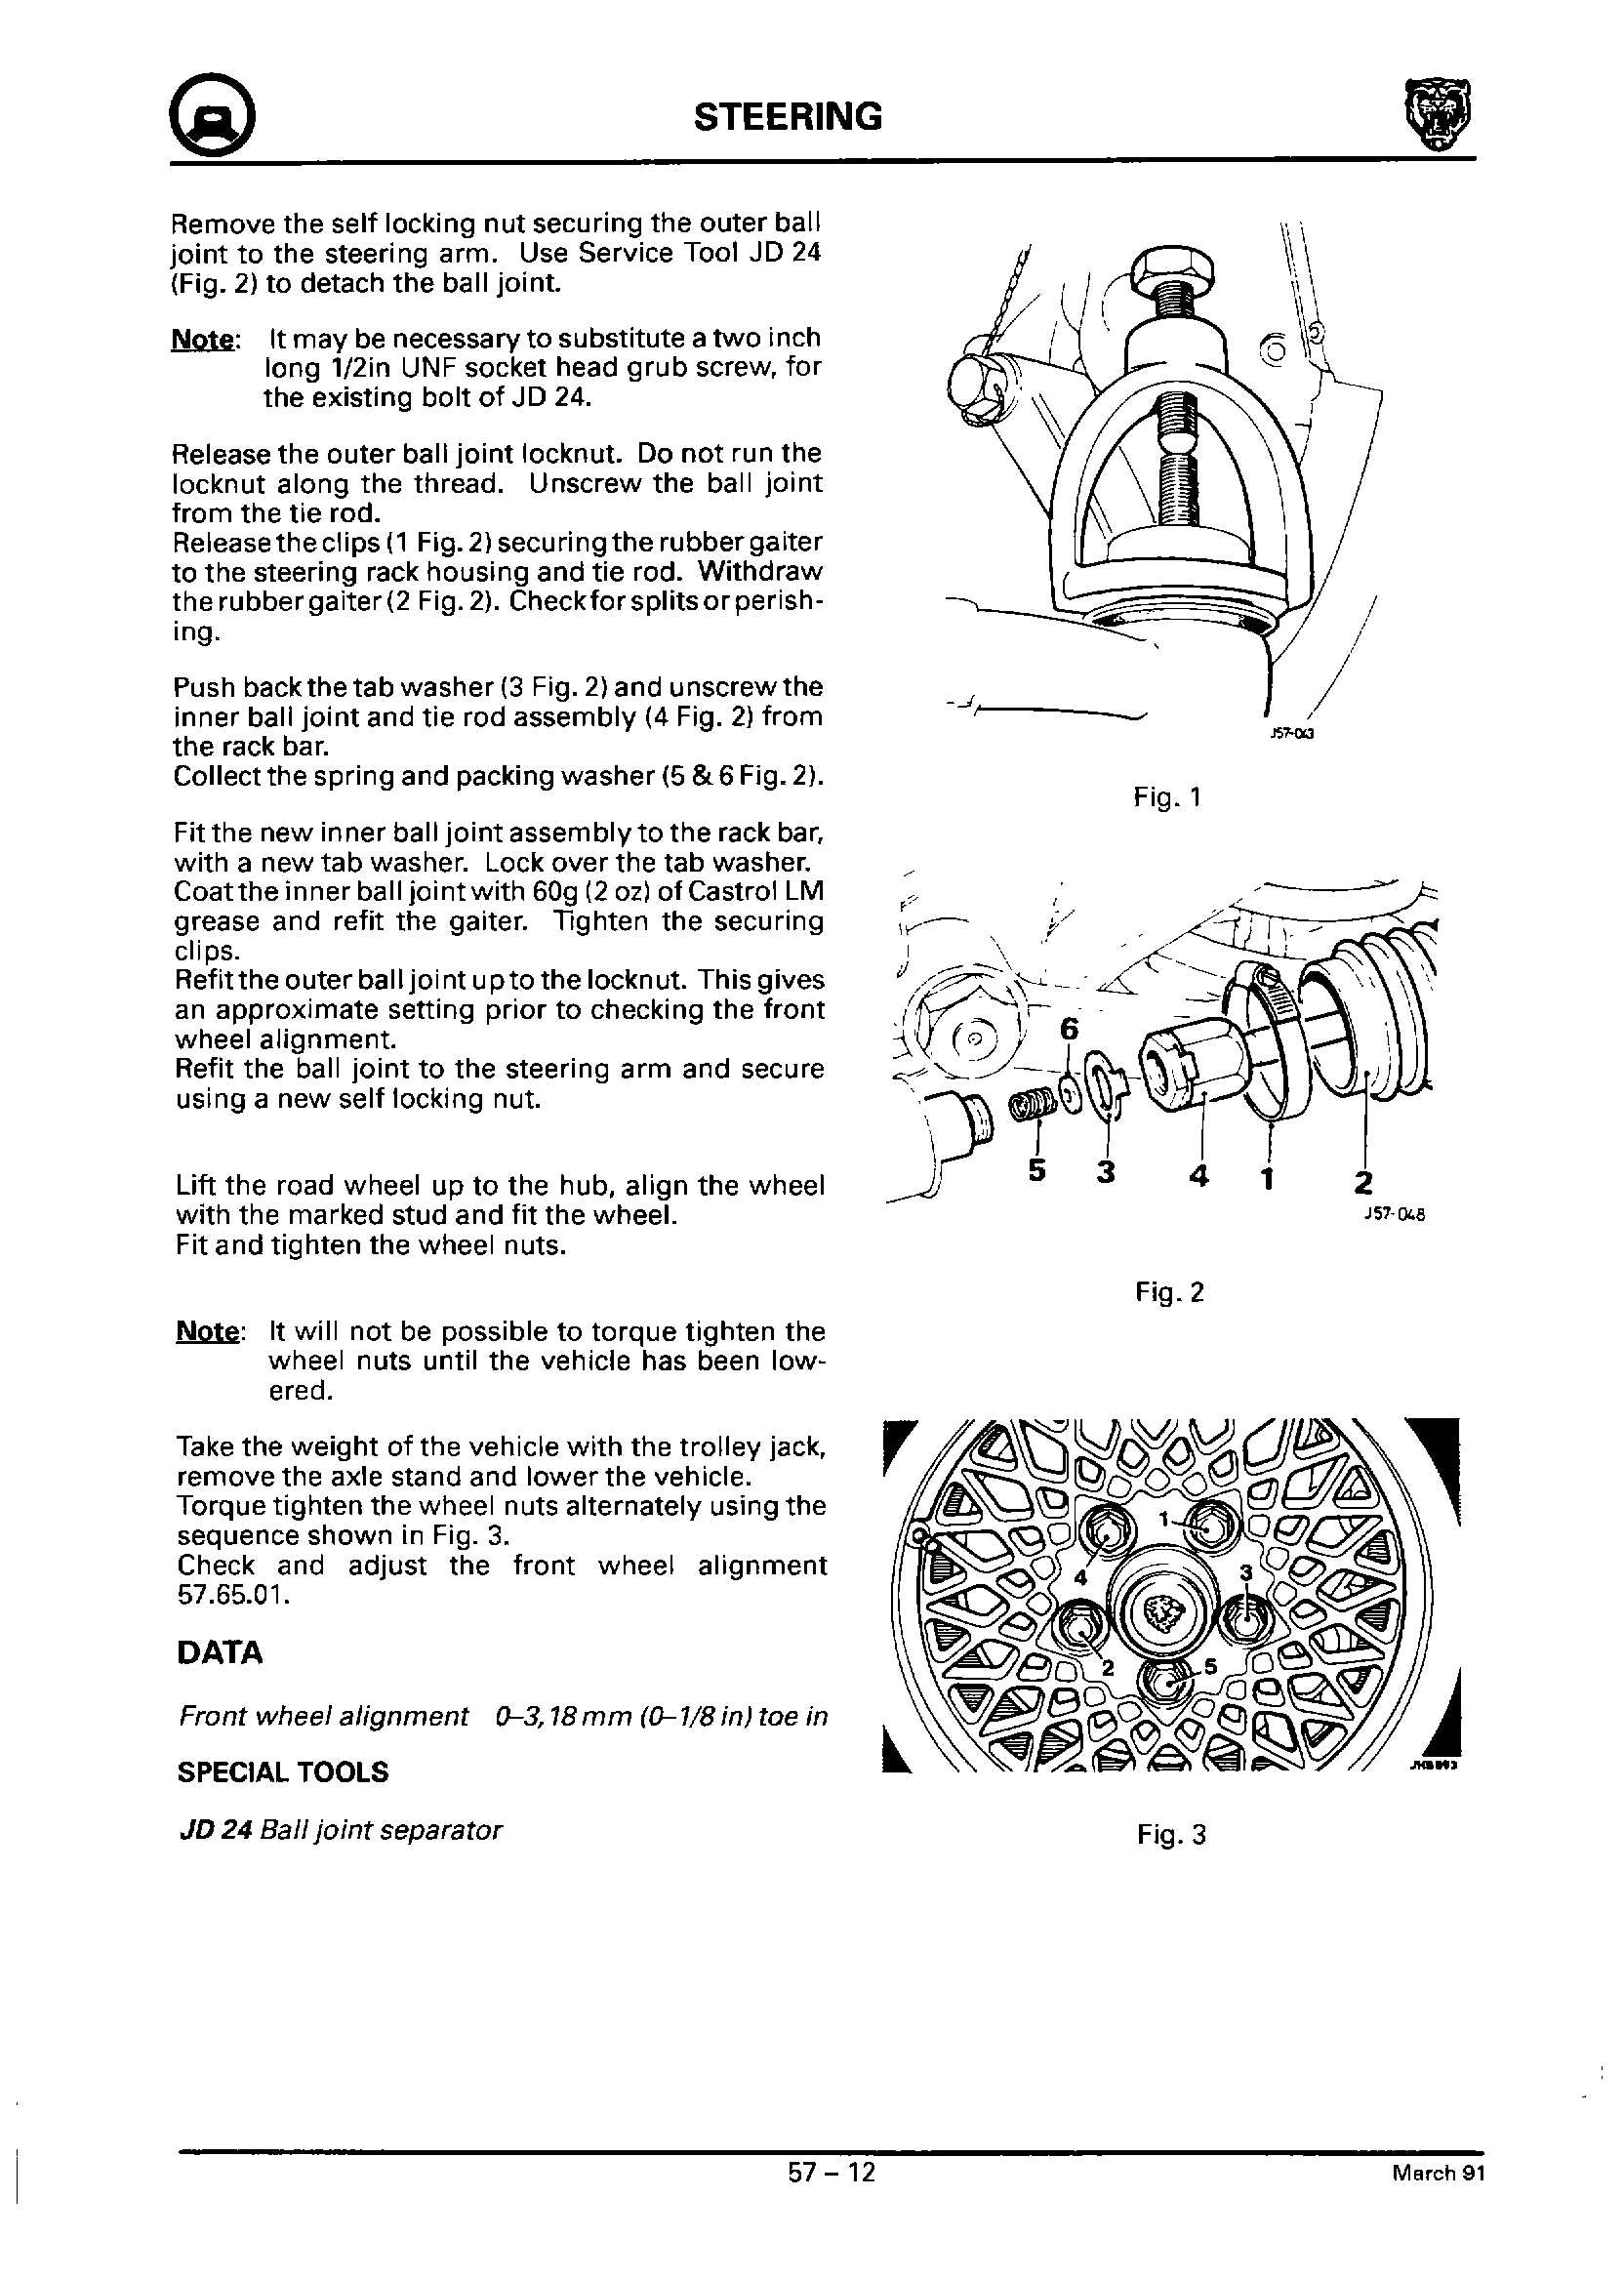 STEERING
Remove the self locking nut securing the outer ball
joint to the steering arm. Use Service Tool JD 24
(Fig. 2) to detach the ball joint.
Note: It may be necessary to substitute a two inch
long 1/2in UNF socket head grub screw, for
the existing bolt of JD 24.
Release the outer ball joint locknut. Do not run the
locknut along the thread. Unscrew the ball joint
from the tie rod.
Release the clips (1 Fig. 2) securing the rubber gaiter
to the steering rack housing and tie rod. Withdraw
the rubber gaiter (2 Fig. 2). Check for splits or perish-
ing.
Push back the tab washer (3 Fig. 2) and unscrew the
inner ball joint and tie rod assembly (4 Fig. 2) from
the rack bar.
Collect the spring and packing washer (5 & 6 Fig. 2).
Fit the new inner ball joint assembly to the rack bar,
with a new tab washer. Lock over the tab washer.
Coat the inner ball joint with 60g (2 oz) of Castrol LM
grease and refit the gaiter. Tighten the securing
clips.
Refit the outer ball joint up to the locknut. This gives
an approximate setting prior to checking the front
wheel alignment.
Refit the ball joint to the steering arm and secure
using a new self locking nut.
Lift the road wheel up to the hub, align the wheel
with the marked stud and fit the wheel.
Fit and tighten the wheel nuts.
Note: It will not be possible to torque tighten the
wheel nuts until the vehicle has been low-
ered.
Take the weight of the vehicle with the trolley jack,
remove the axle stand and lower the vehicle.
Torque tighten the wheel nuts alternately using the
sequence shown in Fig. 3.
Check and adjust the front wheel alignment
57.65.01.
DATA
Front wheel alignment 0–3,18 mm (0–1/8 in) toe in
SPECIAL TOOLS
JD 24 Ball joint separator
J57-043
Fig. 1
6
5 3 4 1 2
J57-048
Fig. 2
1
4 3
2 5
Fig. 3
57 – 12
March 91